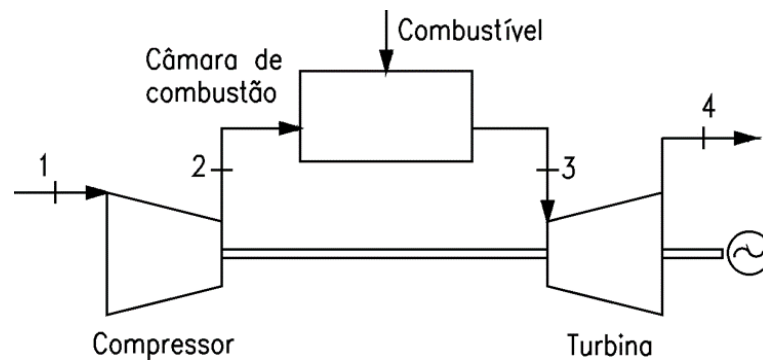 Combustível
Câmara de
combustão
1
2
3
4
Compressor
Turbina